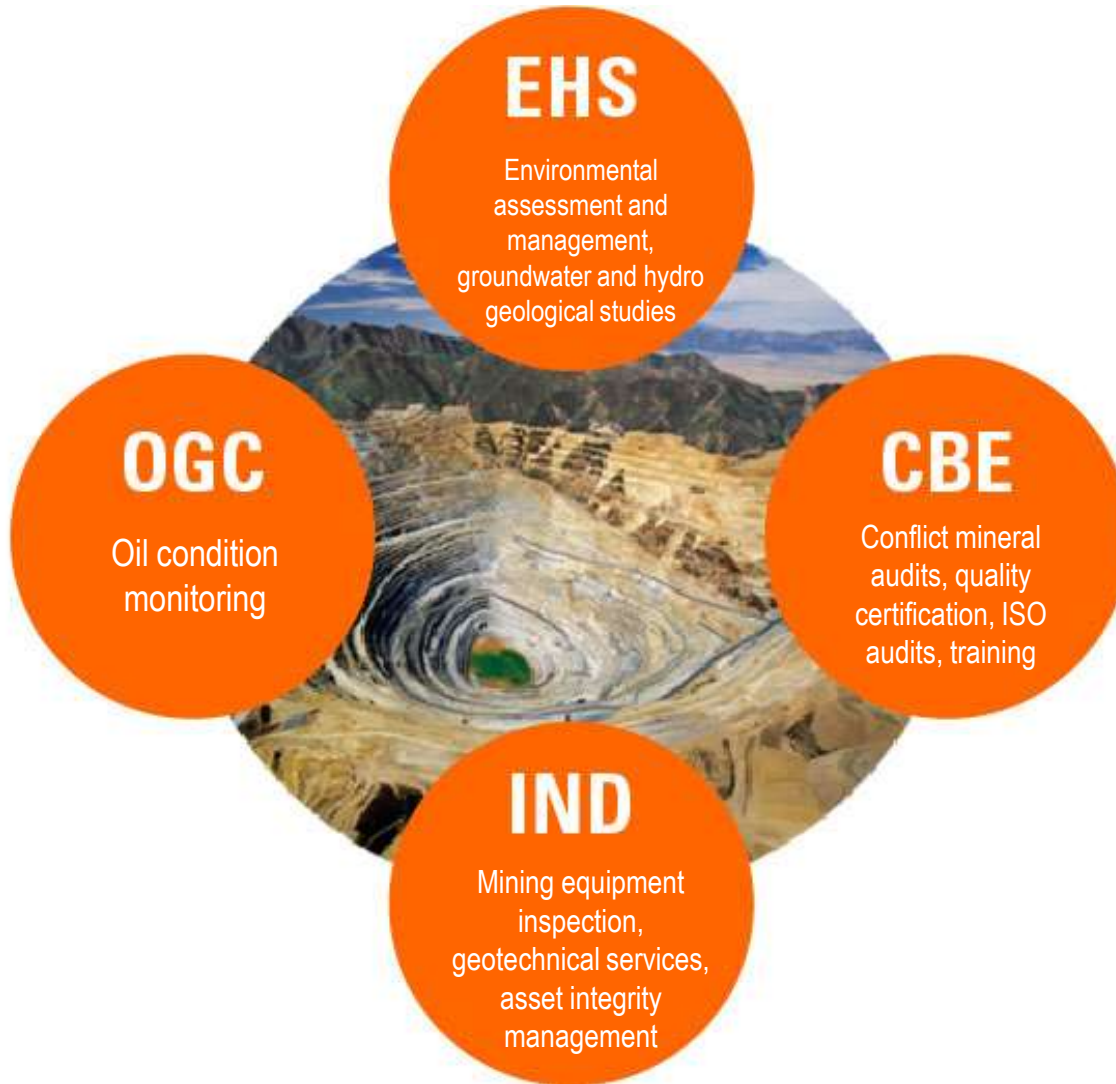 EHS
Environmental
assessment and
management,
groundwater and hydro
geological studies
OGC
Oil condition
monitoring
CBE
Conflict mineral
audits, quality
certification, ISO
audits, training
IND
Mining equipment
inspection,
geotechnical services,
asset integrity
management